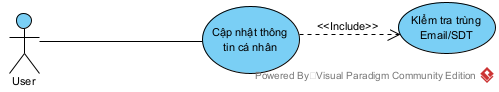 User
Cập nhật thông
tin cá nhân
<<Include>>
Kiểm tra trùng
Email/SDT
Powered By Visual Paradigm Community Edition